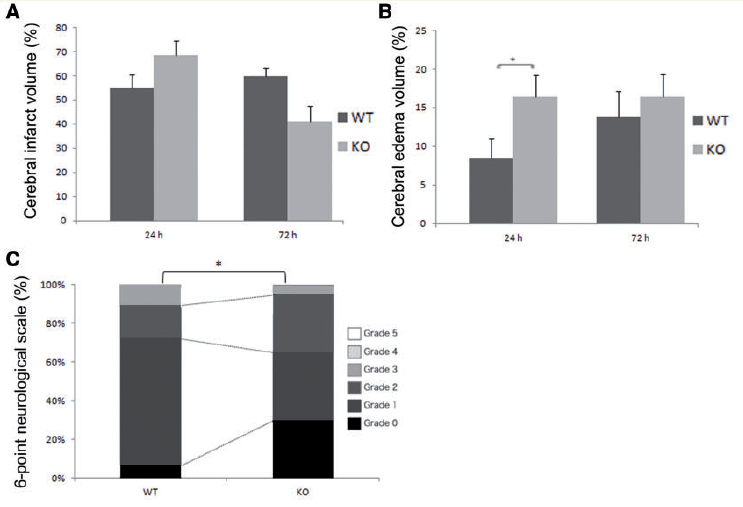 A
Cerebral infarct volume (%)
80
70
60
50
40
30
20
10
0
24 h
72 h
WT
KO
B
Cerebral edema volume (%)
25
20
15
10
5
0
*
24 h
72 h
WT
KO
C
6-point neurological scale (%)
100%
80%
60%
40%
20%
0%
*
WT
KO
Grade 5
Grade 4
Grade 3
Grade 2
Grade 1
Grade 0